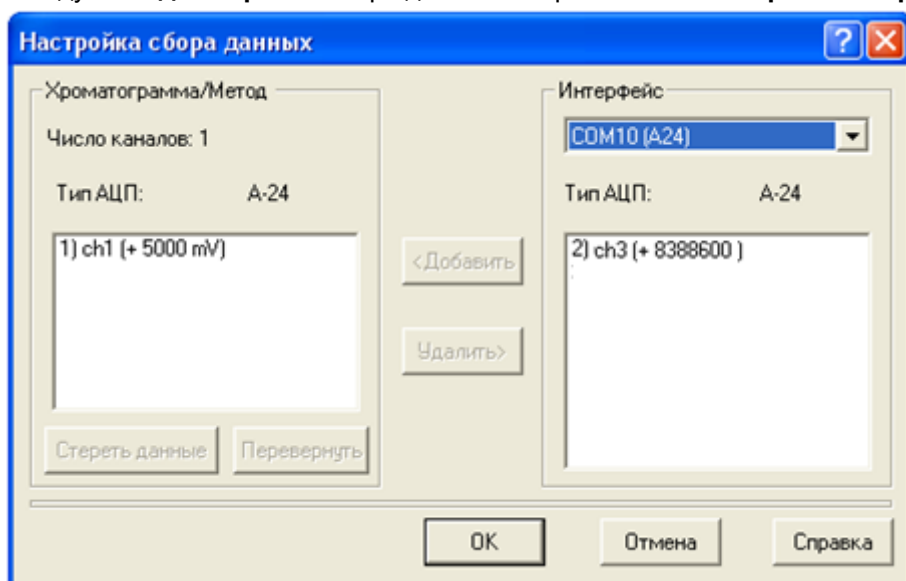 Настройка сбора данных
Хроматограмма/Метод
Число каналов: 1
Тип АЦП: А-24
1) ch1 (+ 5000 mV)
Стереть данные
Перевернуть
<Добавить
Удалить>
Интерфейс
COM10 (A24)
Тип АЦП: А-24
2) ch3 (+ 8388600 )
OK
Отмена
Справка